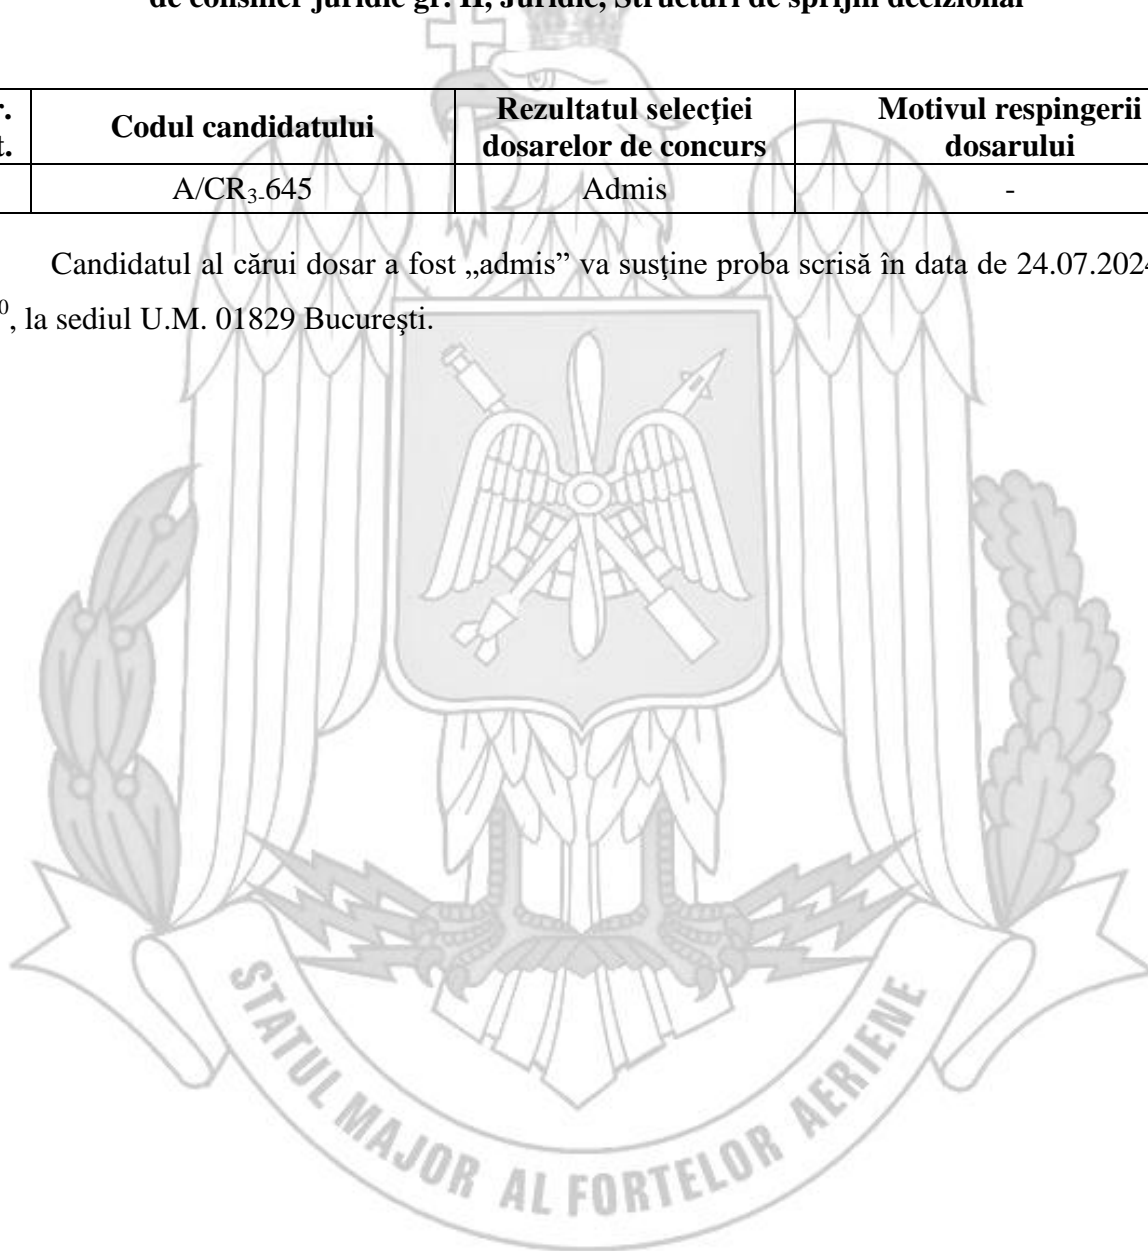 de consilier juridic gr. II, Juridic, Structuri de sprijin decizional
Codul candidatului
Rezultatul selecţiei
dosarelor de concurs
Motivul respingerii
dosarului
A/CR3-645
Admis
-
Candidatul al cărui dosar a fost „admis” va susţine proba scrisă în data de 24.07.2024
, la sediul U.M. 01829 Bucureşti.
STATUL MAJOR AL FORTELOR AERIENE